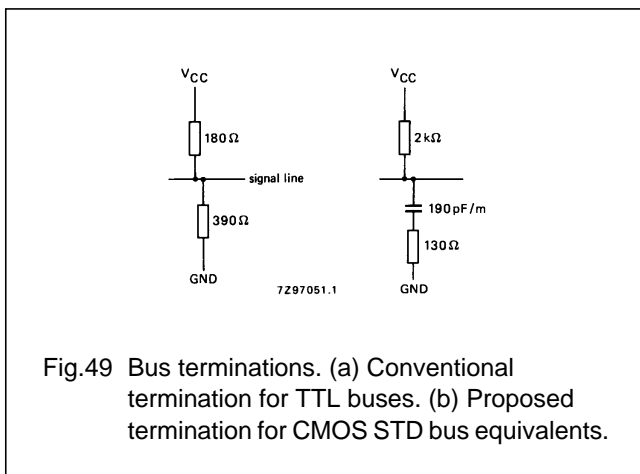 VCC
180Ω
signal line
390Ω
GND
VCC
2kΩ
190pF/m
130Ω
GND
7Z97051.1
Fig.49 Bus terminations. (a) Conventional
termination for TTL buses. (b) Proposed
termination for CMOS STD bus equivalents.